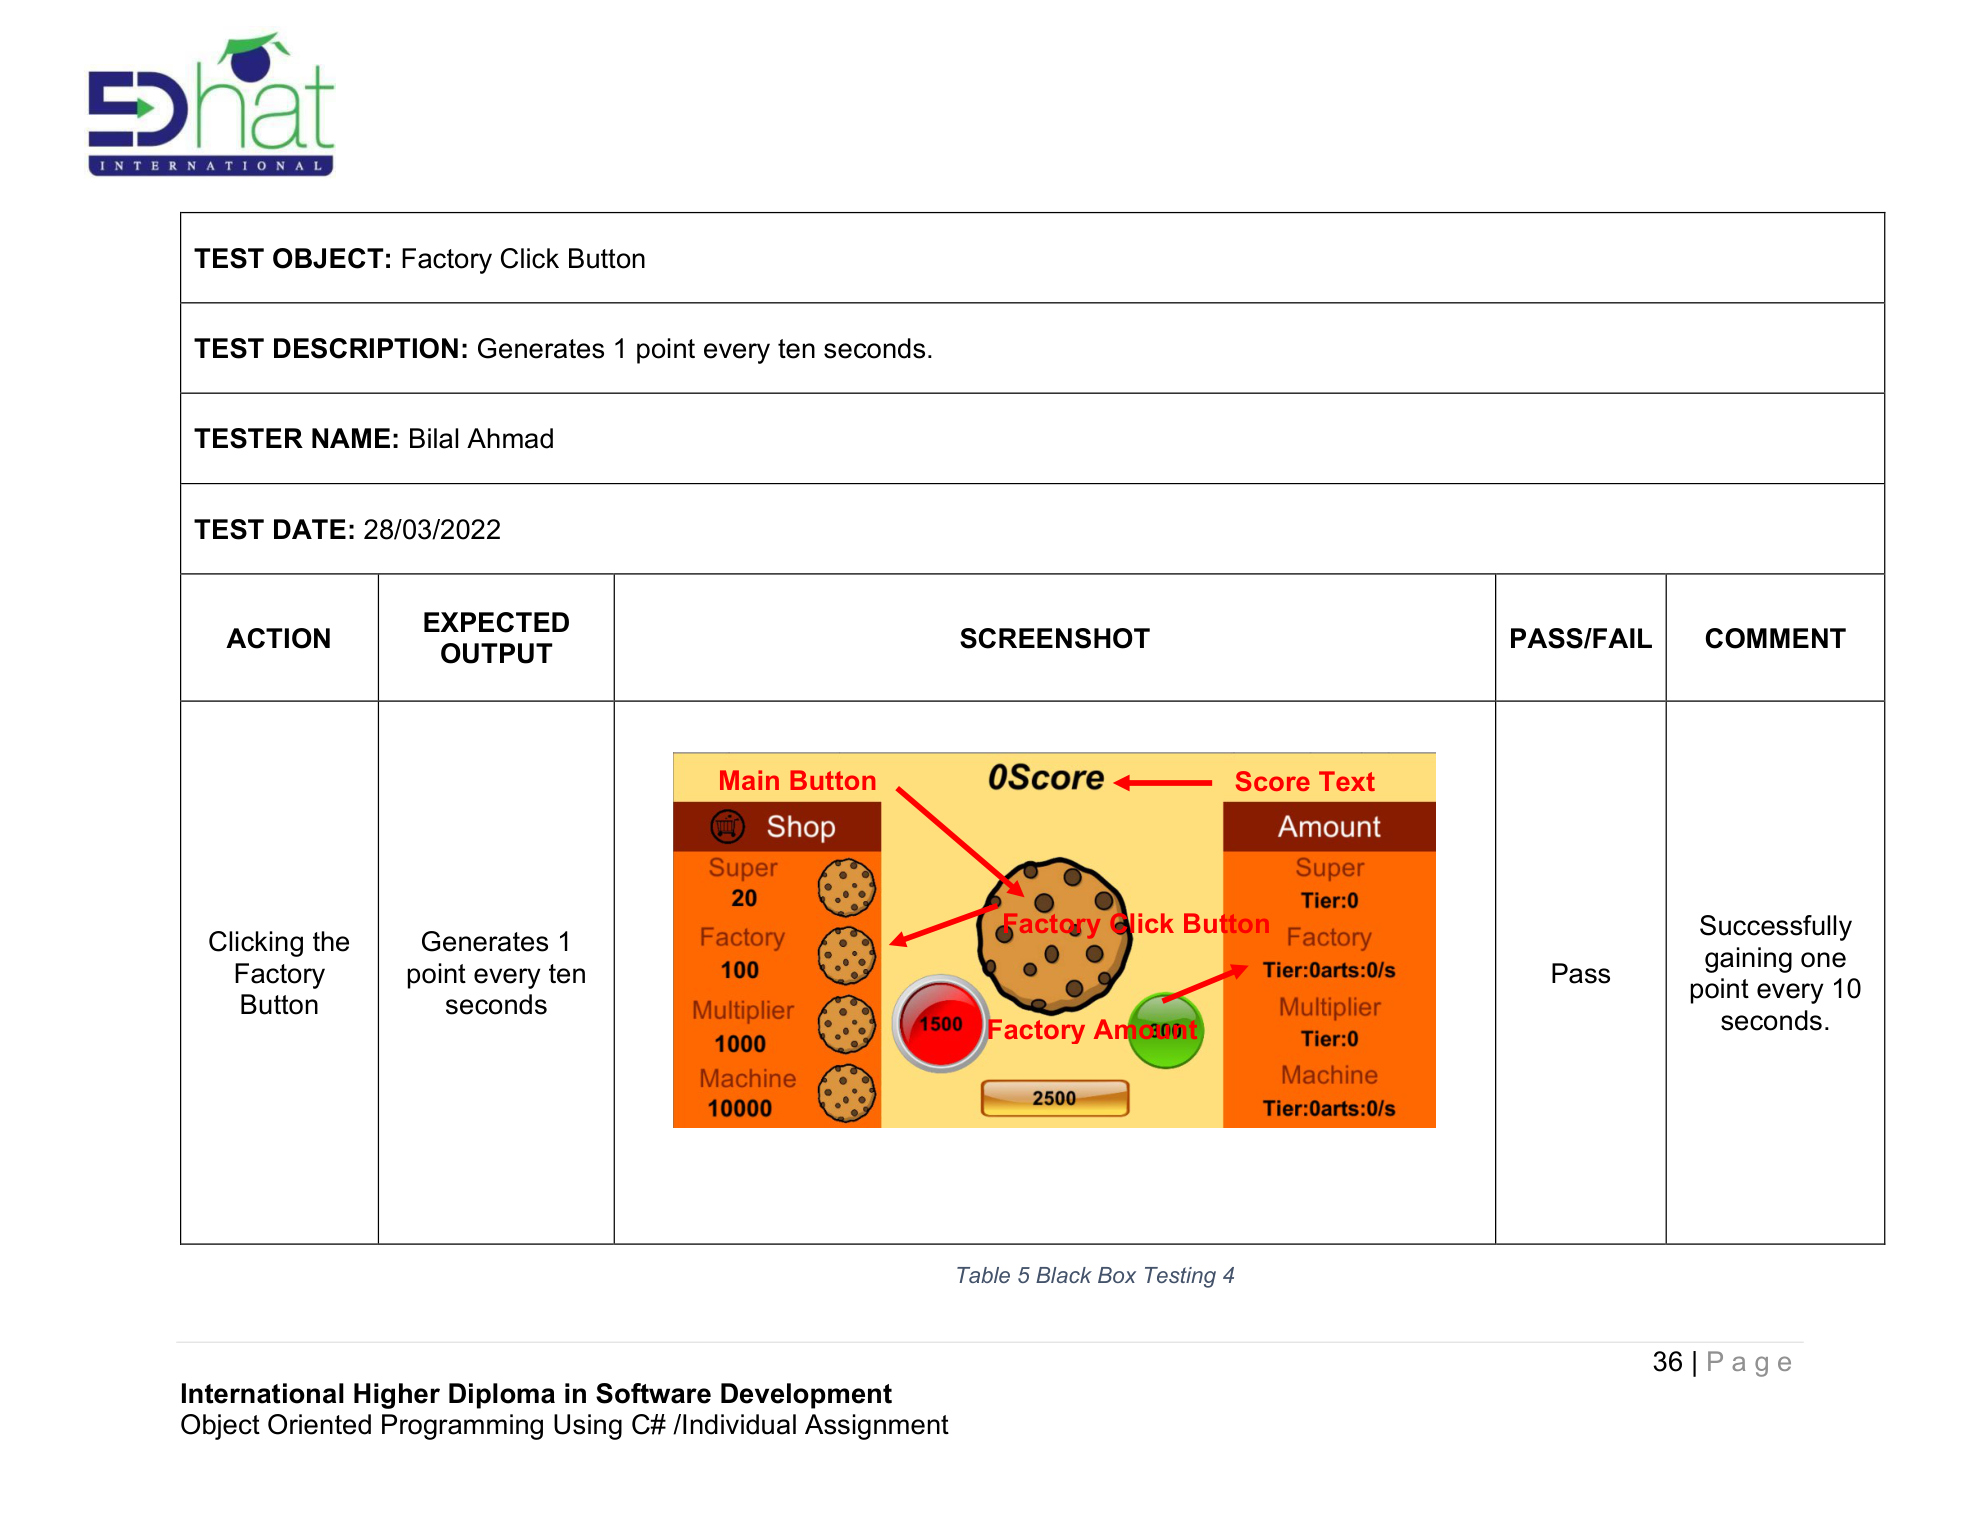 EDhat
INTERNATIONAL
TEST OBJECT: Factory Click Button
TEST DESCRIPTION: Generates 1 point every ten seconds.
TESTER NAME: Bilal Ahmad
TEST DATE: 28/03/2022
ACTION
EXPECTED
OUTPUT
SCREENSHOT
PASS/FAIL
COMMENT
Clicking the
Factory
Button
Generates 1
point every ten
seconds
Main Button
0Score
Score Text
Shop
Super
20
Factory
100
Multiplier
1000
Machine
10000
Factory Click Button
1500
Factory Amount
2500
Amount
Super
Tier:0
Factory
Tier:0arts:0/s
Multiplier
Tier:0
Machine
Tier:0arts:0/s
Pass
Successfully
gaining one
point every 10
seconds.
Table 5 Black Box Testing 4
36 | Page
International Higher Diploma in Software Development
Object Oriented Programming Using C# /Individual Assignment